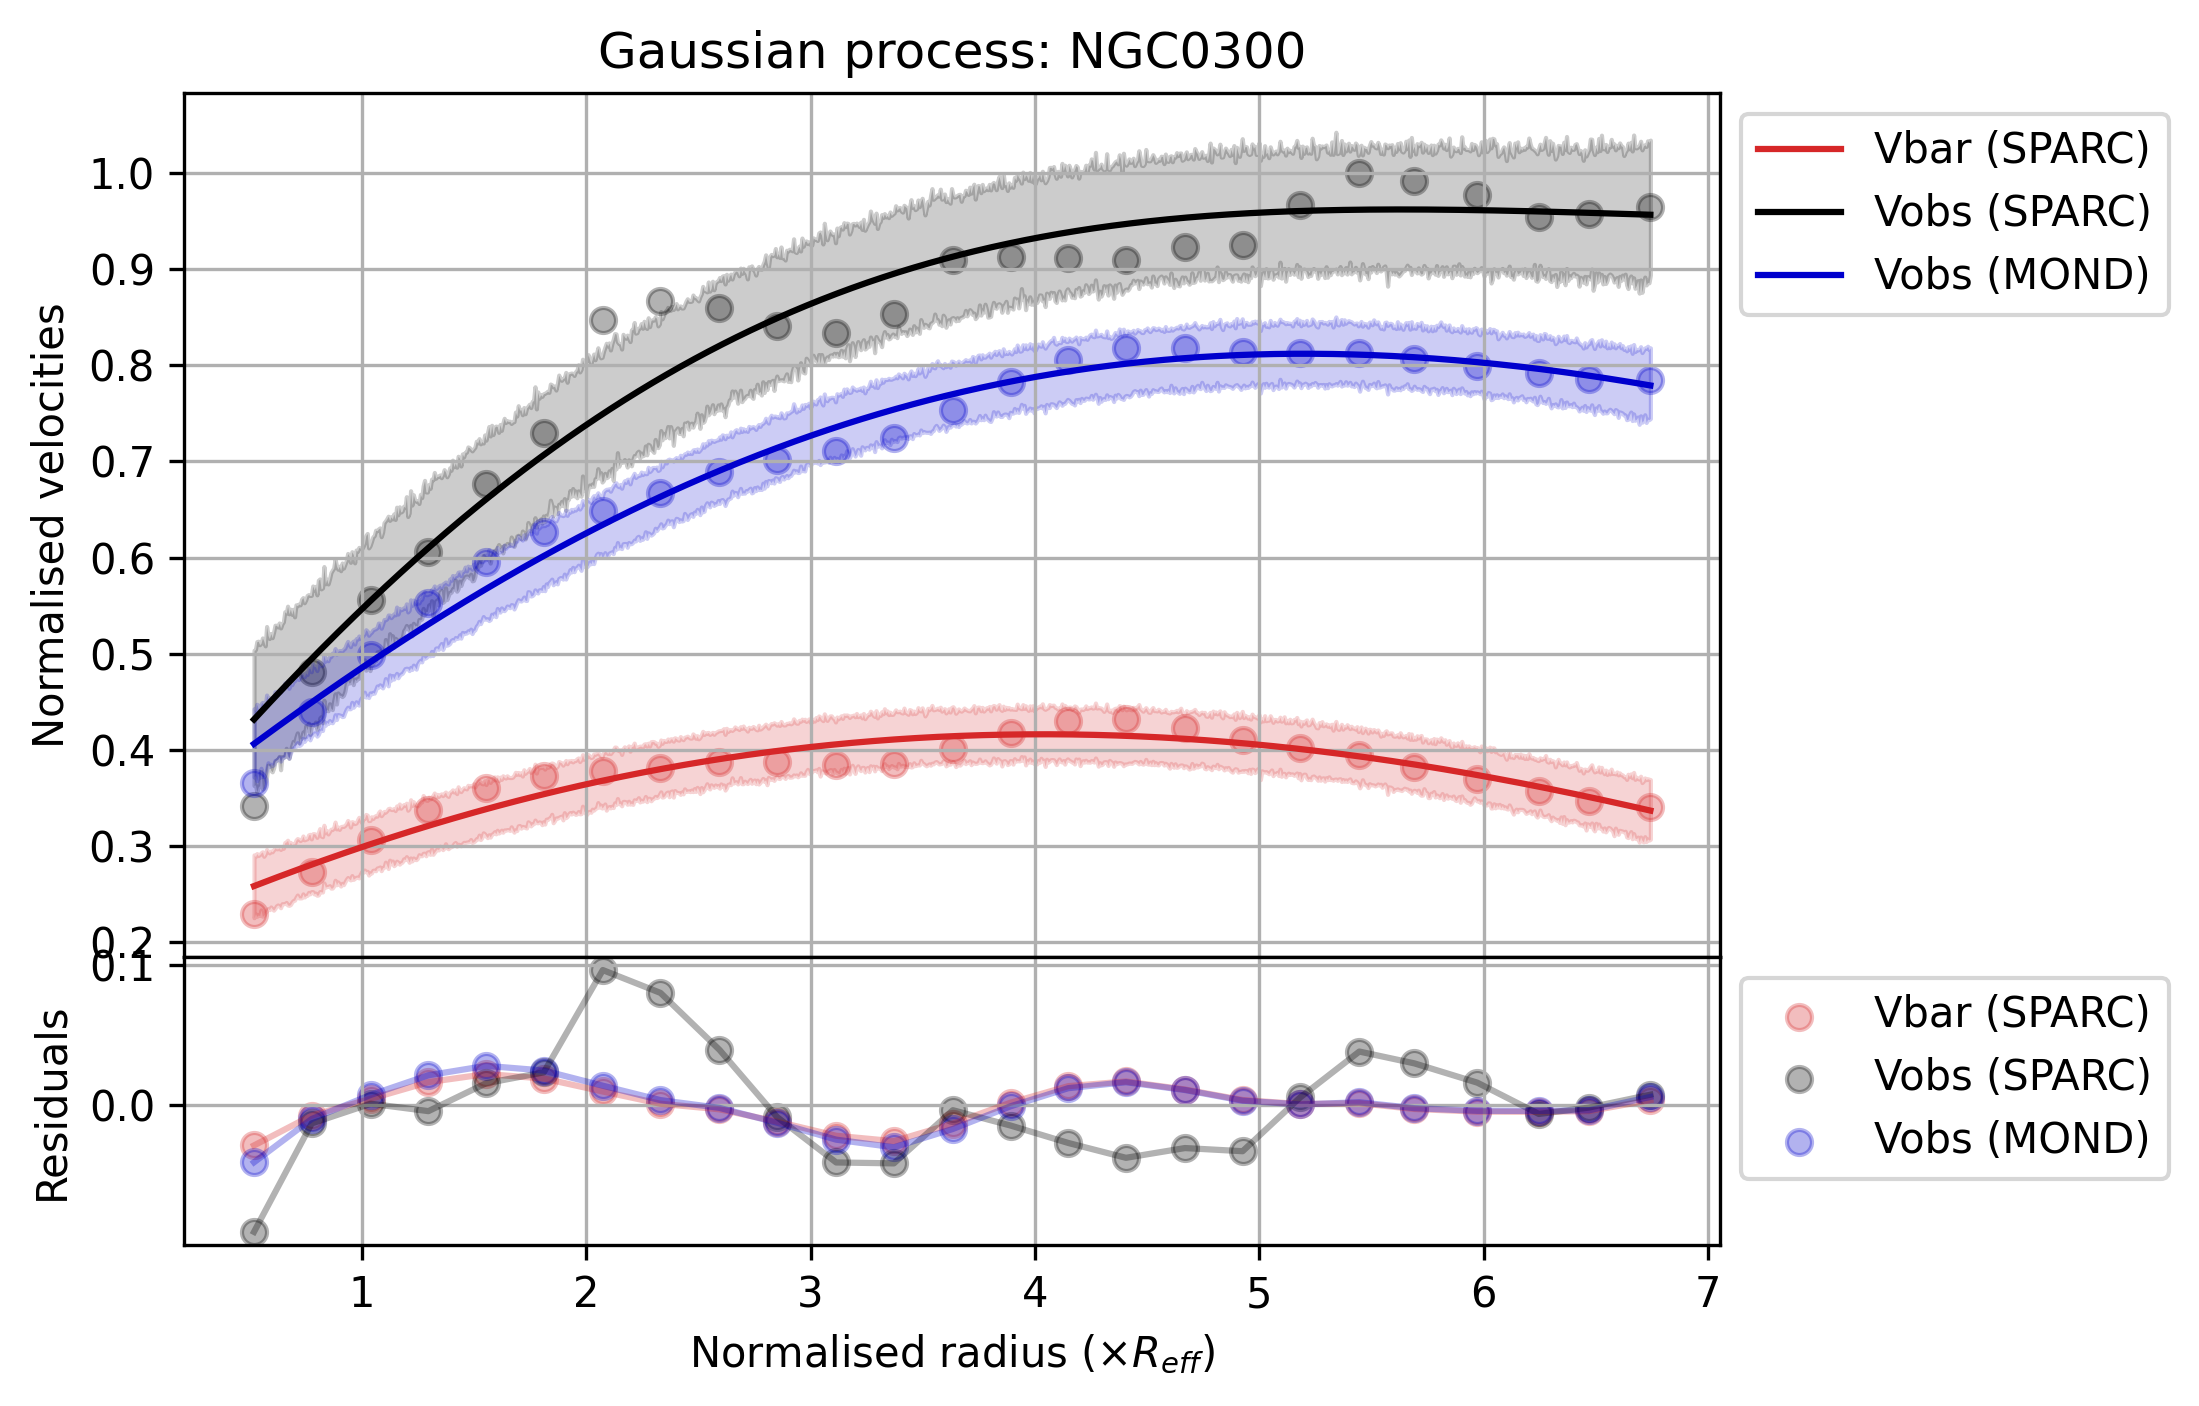 Gaussian process: NGC0300
Normalised velocities
1.0
0.9
0.8
0.7
0.6
0.5
0.4
0.3
0.2
Vbar (SPARC)
Vobs (SPARC)
Vobs (MOND)
Residuals
0.1
0.0
Vbar (SPARC)
Vobs (SPARC)
Vobs (MOND)
1 2 3 4 5 6 7
Normalised radius (×R_eff)